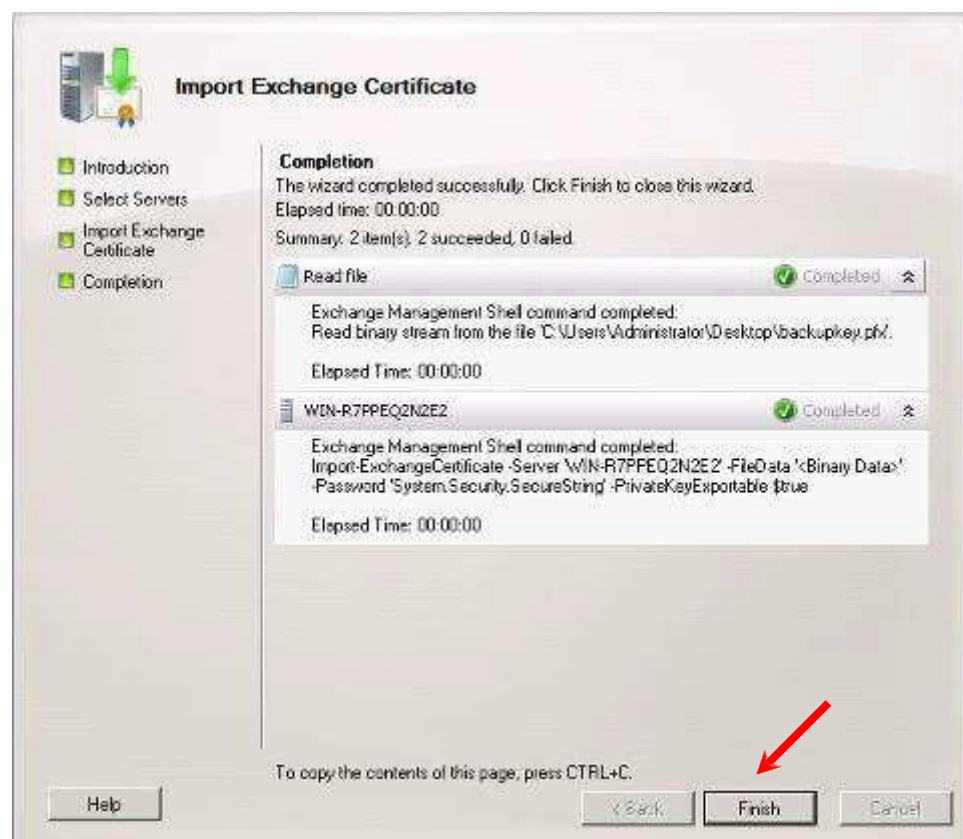 Import Exchange Certificate
Introduction
Select Servers
Import Exchange
Certificate
Completion
Completion
The wizard completed successfully. Click Finish to close this wizard.
Elapsed time: 00:00:00
Summary: 2 item(s). 2 succeeded, 0 failed.
Read file
Completed
Exchange Management Shell command completed:
Read binary stream from the file 'C:\Users\Administrator\Desktop\backupkey.pfx'.
Elapsed Time: 00:00:00
WIN-R7PPEQ2N2E2
Completed
Exchange Management Shell command completed:
Import-ExchangeCertificate -Server 'WIN-R7PPEQ2N2E2' -FileData '<Binary Data>'
-Password 'System.Security.SecureString' -PrivateKeyExportable $true
Elapsed Time: 00:00:00
To copy the contents of this page, press CTRL+C.
Help
< Back
Finish
Cancel